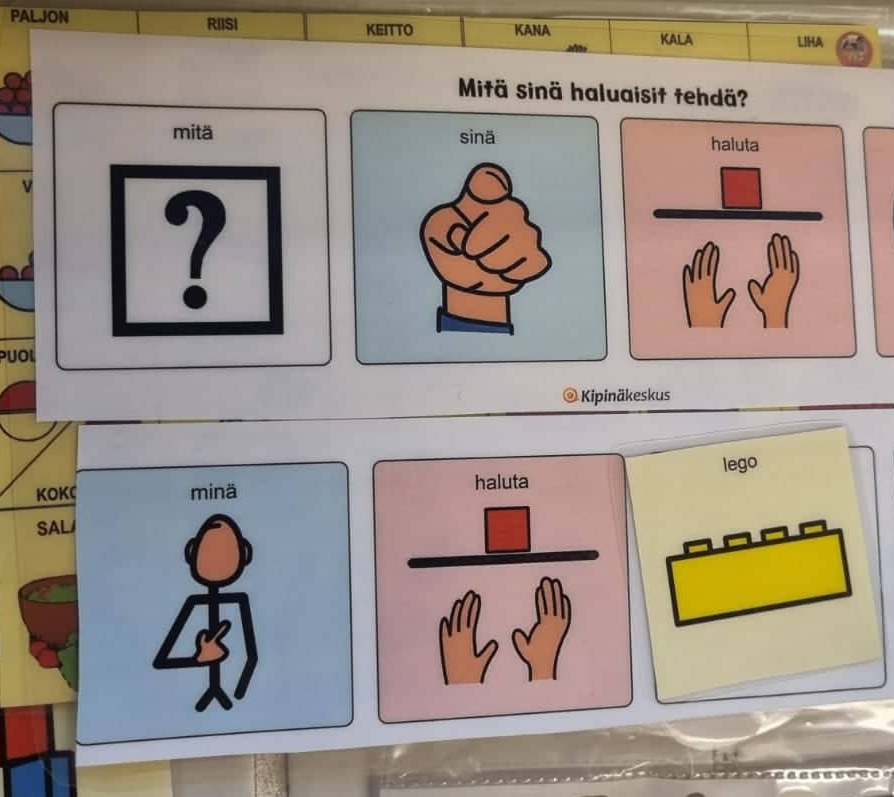 PALJON
RIISI
KEITTO
KANA
KALA
LIHA
Mitä sinä haluaisit tehdä?
mitä
?
sinä
haluta
Kipinäkeskus
minä
haluta
lego